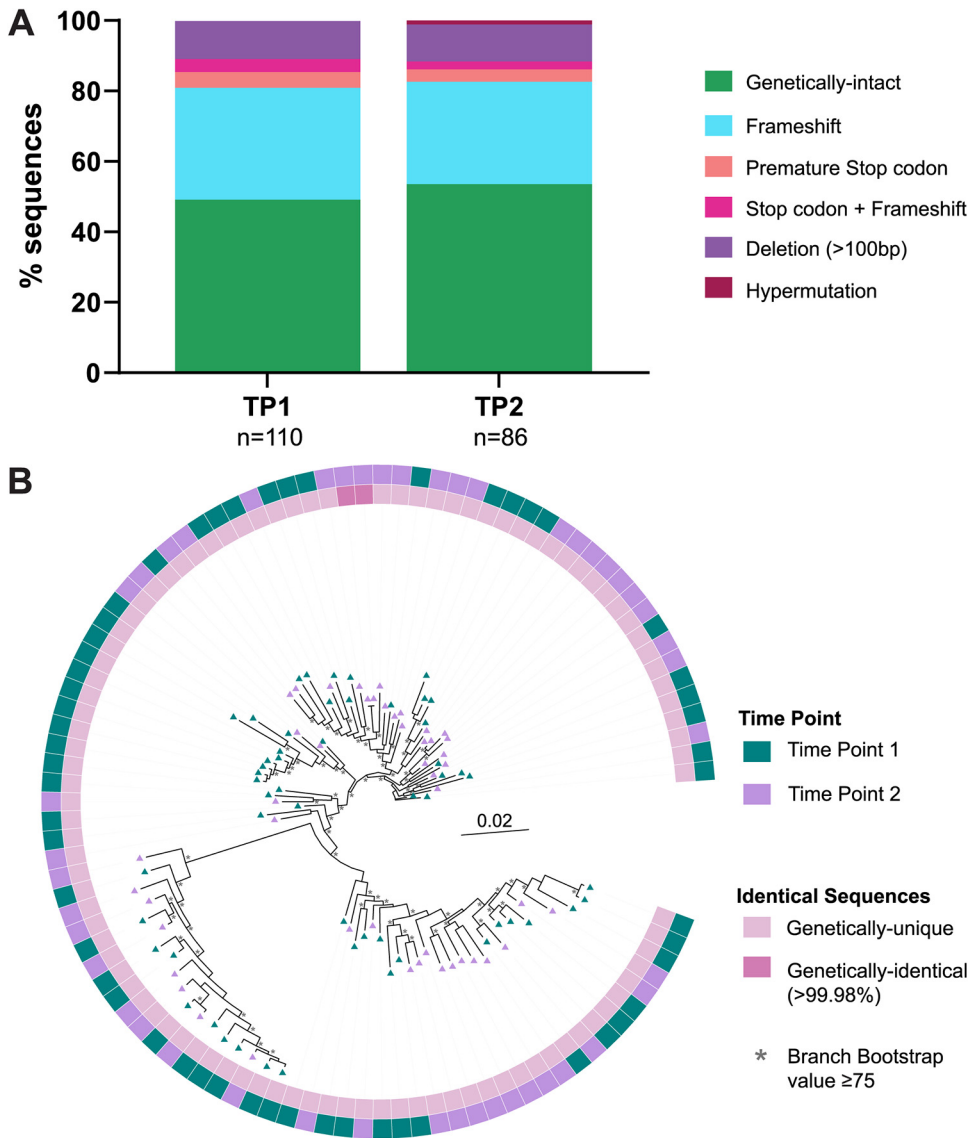 A
100
80
60
40
20
0
% sequences
TP1
n=110
TP2
n=86
Genetically-intact
Frameshift
Premature Stop codon
Stop codon + Frameshift
Deletion (>100bp)
Hypermutation
B
0.02
Time Point
Time Point 1
Time Point 2
Identical Sequences
Genetically-unique
Genetically-identical
(>99.98%)
* Branch Bootstrap
value ≥75